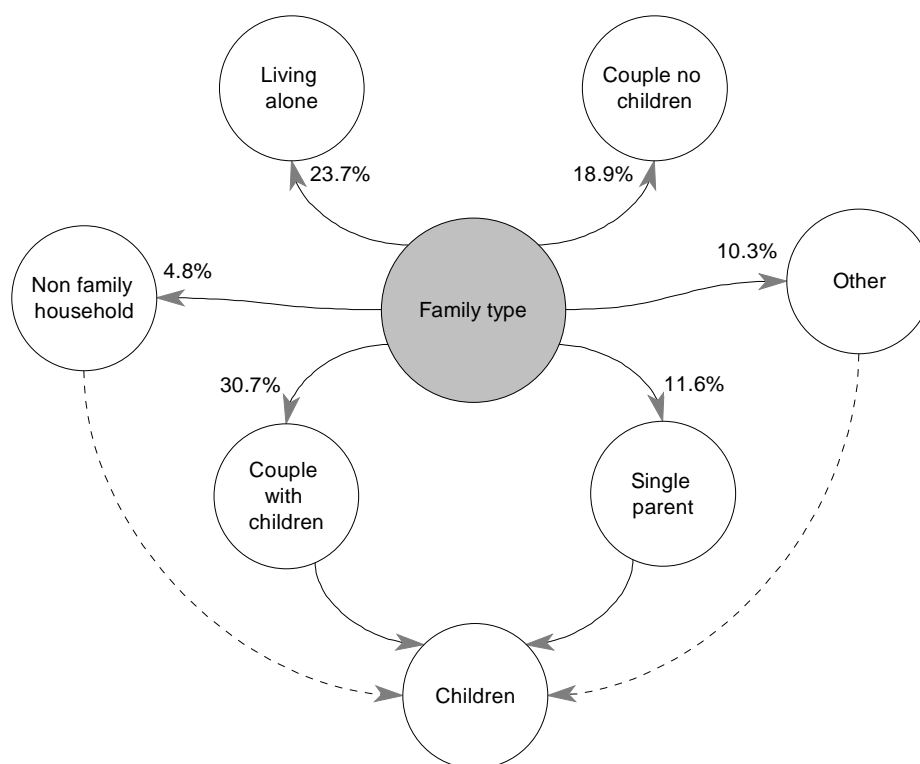 Living
alone
Couple no
children
23.7%
18.9%
Non family
household
4.8%
Family type
10.3%
Other
30.7%
11.6%
Couple
with
children
Single
parent
Children